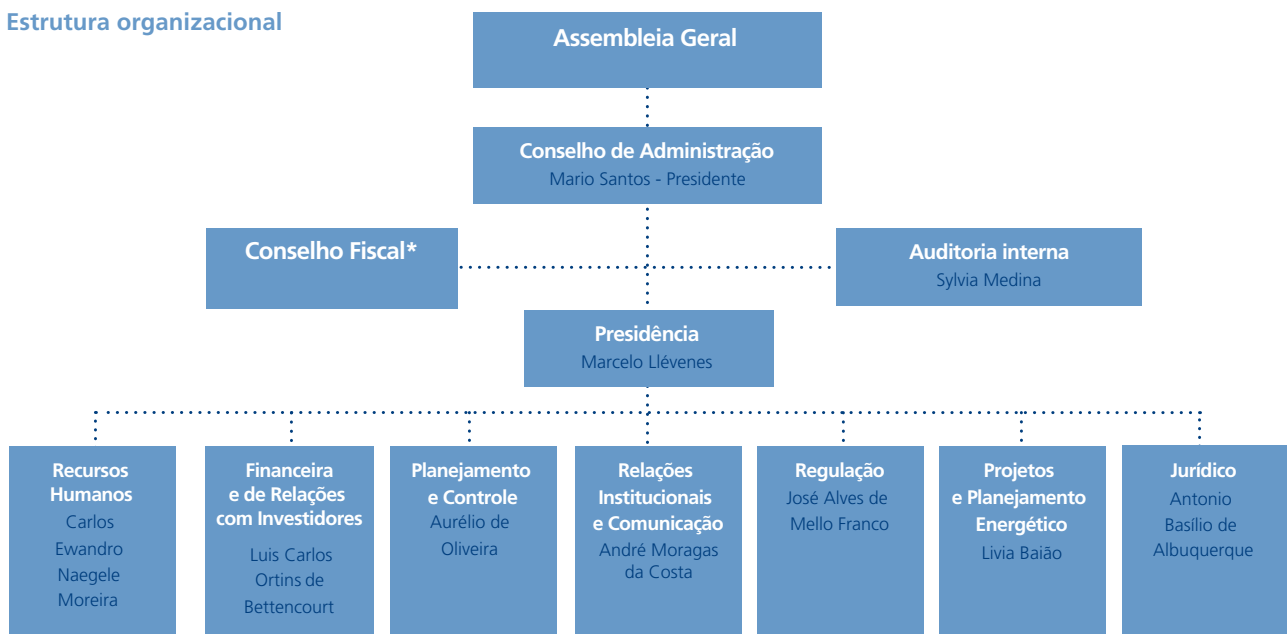 Estrutura organizacional
Assembleia Geral
Conselho de Administração
Mario Santos - Presidente
Conselho Fiscal*
Auditoria interna
Sylvia Medina
Presidência
Marcelo Llévenes
Recursos
Humanos
Carlos
Ewandro
Naegele
Moreira
Financeira
e de Relações
com Investidores
Luis Carlos
Ortins de
Bettencourt
Planejamento
e Controle
Aurélio de
Oliveira
Relações
Institucionais
e Comunicação
André Moragas
da Costa
Regulação
José Alves de
Mello Franco
Projetos
e Planejamento
Energético
Livia Baião
Jurídico
Antonio
Basílio de
Albuquerque